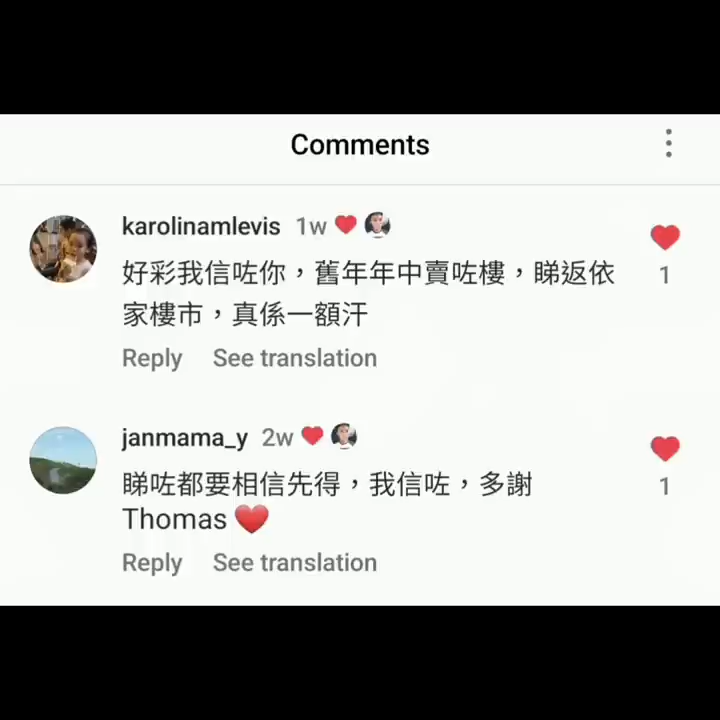 Comments
karolinamlevis 1w ❤️
好彩我信咗你，舊年年中賣咗樓，睇返依
家樓市，真係一額汗
1
Reply See translation
janmama_y 2w ❤️
睇咗都要相信先得，我信咗，多謝
Thomas ❤️
1
Reply See translation